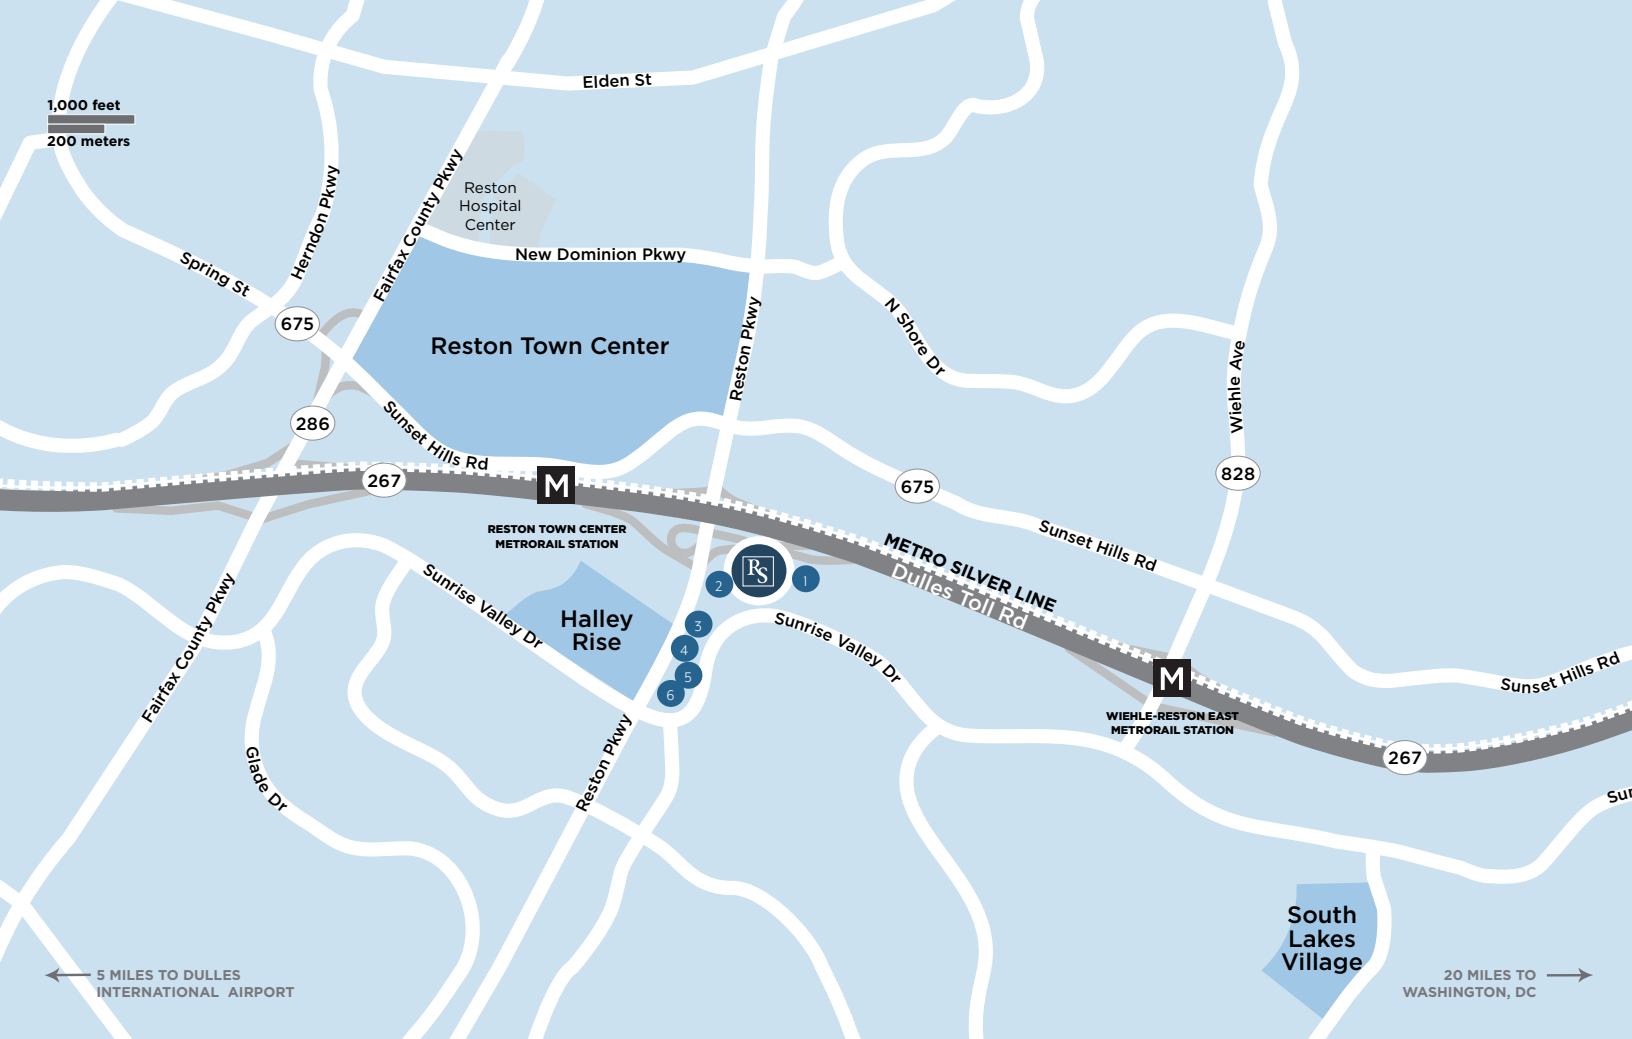 Elden St
1,000 feet
200 meters
Herndon Pkwy
Fairfax County Pkwy
Reston
Hospital
Center
New Dominion Pkwy
Spring St
675
Reston Town Center
Reston Pkwy
N Shore Dr
Wiehle Ave
286
Sunset Hills Rd
267
M
RESTON TOWN CENTER
METRORAIL STATION
675
828
Sunset Hills Rd
METRO SILVER LINE
Dulles Toll Rd
RS
1
2
3
4
5
6
Halley
Rise
Sunrise Valley Dr
Sunrise Valley Dr
Fairfax County Pkwy
M
WIEHLE-RESTON EAST
METRORAIL STATION
Sunset Hills Rd
267
Reston Pkwy
Glade Dr
Sur
South
Lakes
Village
5 MILES TO DULLES
INTERNATIONAL AIRPORT
20 MILES TO
WASHINGTON, DC